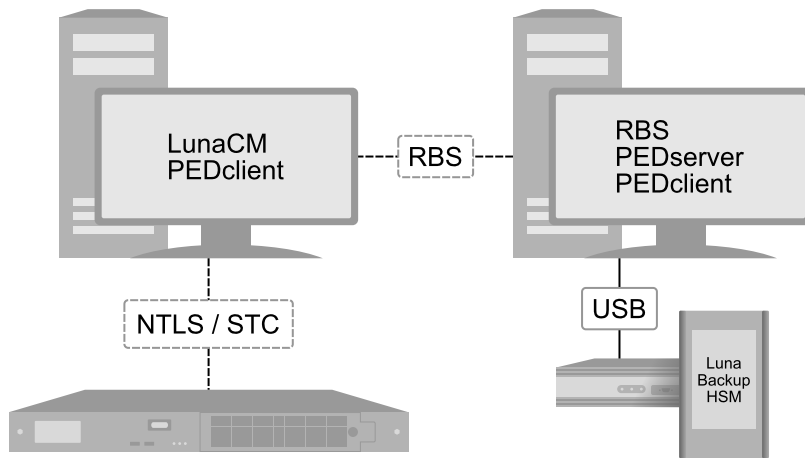 LunaCM
PEDclient
RBS
RBS
PEDserver
PEDclient
NTLS / STC
USB
Luna
Backup
HSM